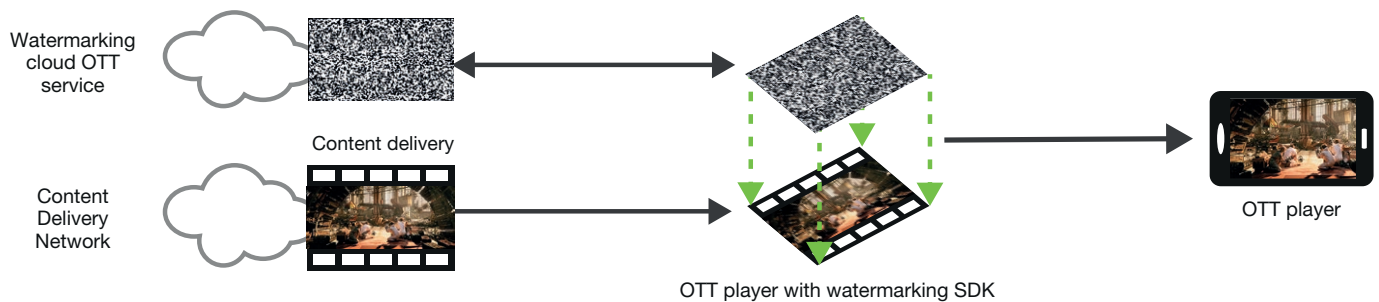 Watermarking
cloud OTT
service
Content delivery
Content
Delivery
Network
OTT player with watermarking SDK
OTT player